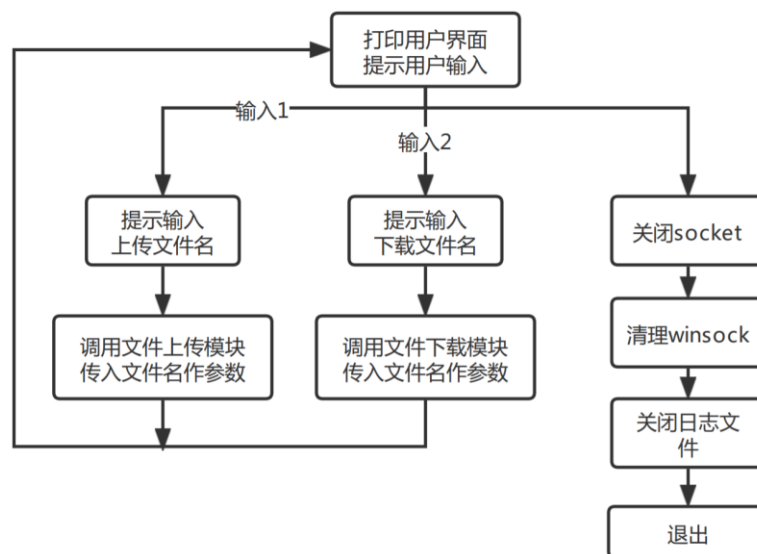 打印用户界面
提示用户输入
输入1
输入2
提示输入
上传文件名
提示输入
下载文件名
关闭socket
调用文件上传模块
传入文件名作参数
调用文件下载模块
传入文件名作参数
清理winsock
关闭日志文
件
退出